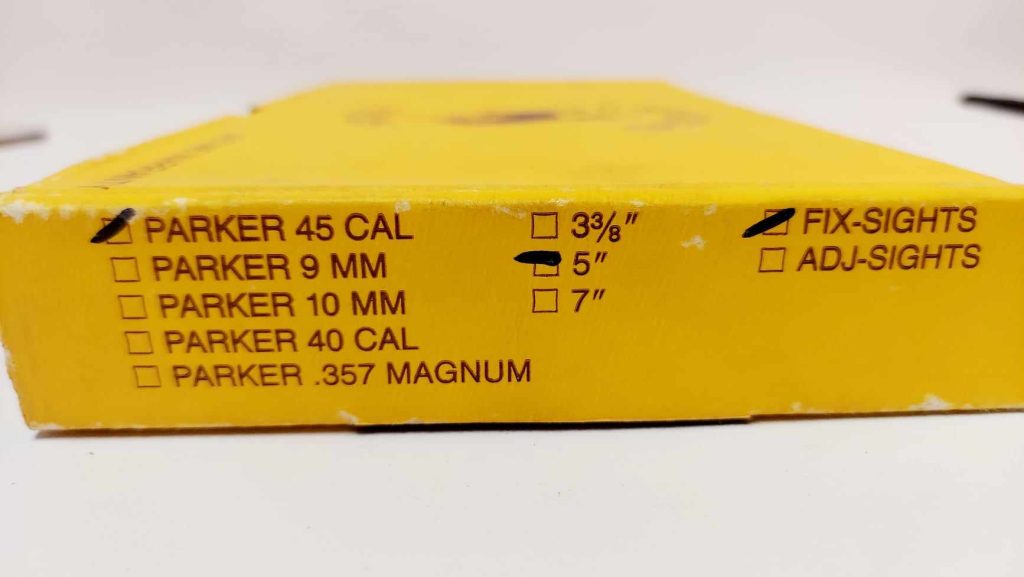 PARKER 45 CAL
PARKER 9 MM
PARKER 10 MM
PARKER 40 CAL
PARKER .357 MAGNUM
3⅜"
5"
7"
FIX-SIGHTS
ADJ-SIGHTS